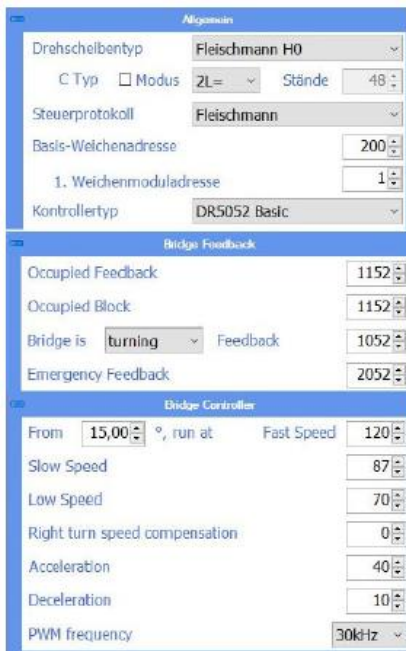 Allgemein
Drehscheibentyp Fleischmann H0
C Typ Modus 2L= Stände 48
Steuerprotokoll Fleischmann
Basis-Weichenadresse 200
1. Weichenmoduladresse 1
Kontrollertyp DR5052 Basic
Bridge Feedback
Occupied Feedback 1152
Occupied Block 1152
Bridge is turning Feedback 1052
Emergency Feedback 2052
Bridge Controller
From 15,00 °, run at Fast Speed 120
Slow Speed 87
Low Speed 70
Right turn speed compensation 0
Acceleration 40
Deceleration 10
PWM frequency 30kHz